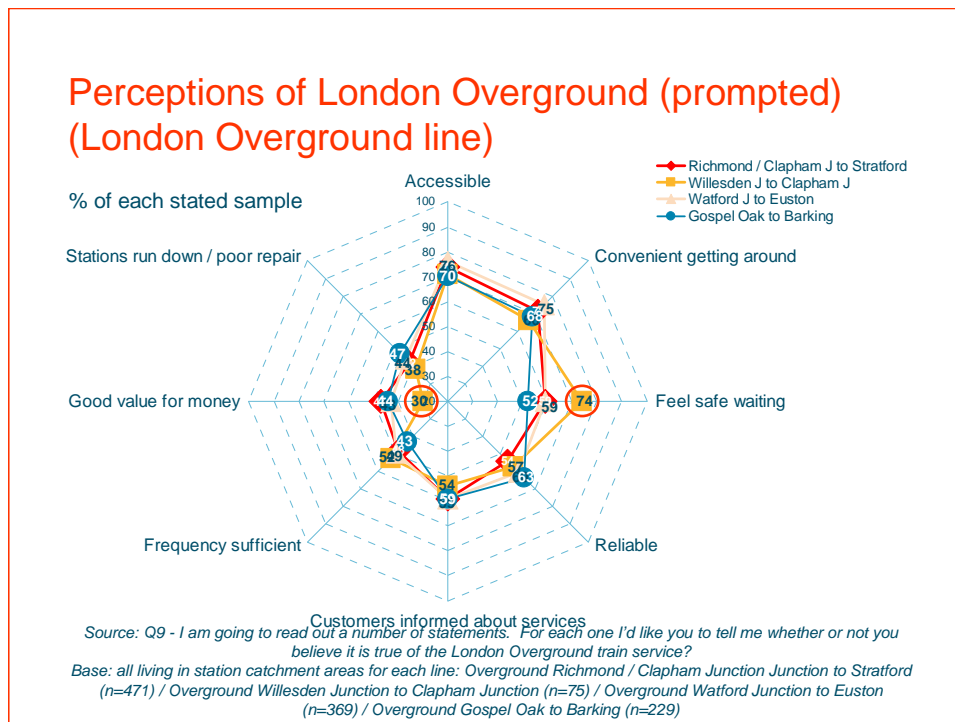 Perceptions of London Overground (prompted)
(London Overground line)
% of each stated sample
Richmond / Clapham J to Stratford
Willesden J to Clapham J
Watford J to Euston
Gospel Oak to Barking
Accessible
100
90
80
70
60
50
40
30
20
Stations run down / poor repair
Convenient getting around
Good value for money
Feel safe waiting
Frequency sufficient
Reliable
Customers informed about services
76
70
75
68
47
44
38
44
30
52
59
74
43
52
49
57
63
54
59
Source: Q9 - I am going to read out a number of statements. For each one I'd like you to tell me whether or not you
believe it is true of the London Overground train service?
Base: all living in station catchment areas for each line: Overground Richmond / Clapham Junction Junction to Stratford
(n=471) / Overground Willesden Junction to Clapham Junction (n=75) / Overground Watford Junction to Euston
(n=369) / Overground Gospel Oak to Barking (n=229)